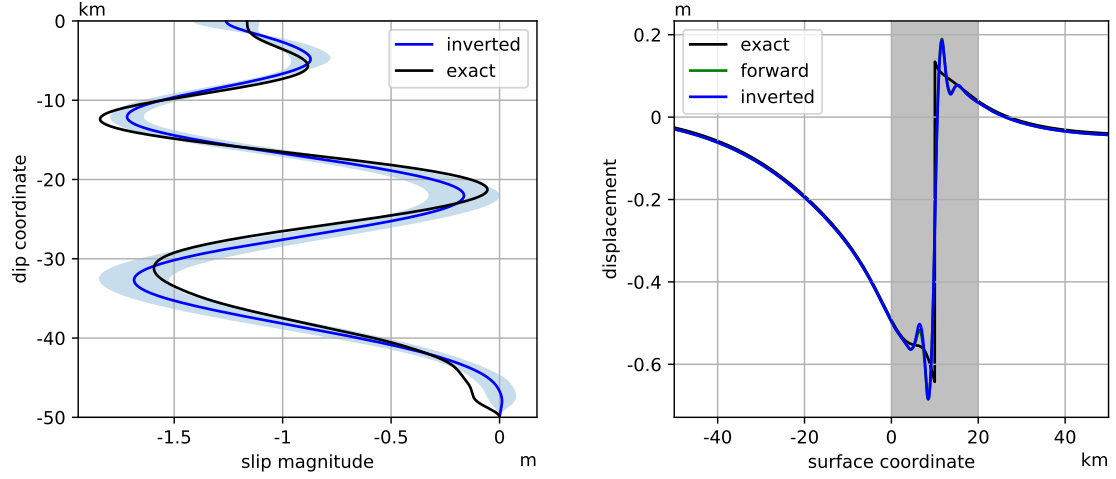 km
0
-10
-20
-30
-40
-50
dip coordinate
inverted
exact
-1.5
-1
-0.5
0
slip magnitude
m
m
0.2
0
-0.2
-0.4
-0.6
displacement
exact
forward
inverted
-40
-20
0
20
40
surface coordinate
km